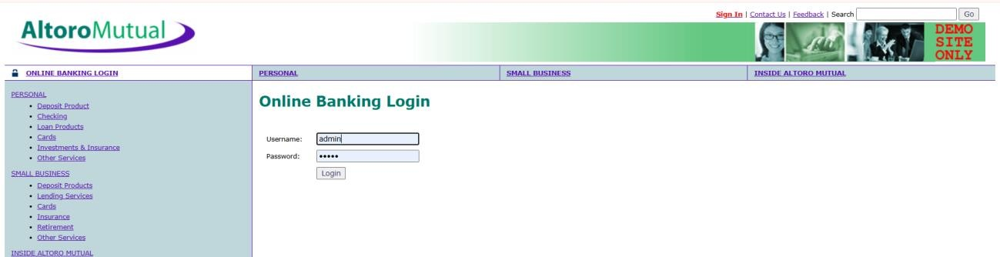 Sign In | Contact Us | Feedback | Search Go
AltoroMutual
DEMO
SITE
ONLY
ONLINE BANKING LOGIN
PERSONAL
SMALL BUSINESS
INSIDE ALTORO MUTUAL
PERSONAL
• Deposit Product
• Checking
• Loan Products
• Cards
• Investments & Insurance
• Other Services
SMALL BUSINESS
• Deposit Products
• Lending Services
• Cards
• Insurance
• Retirement
• Other Services
INSIDE ALTORO MUTUAL
Online Banking Login
Username: admin
Password: •••••
Login